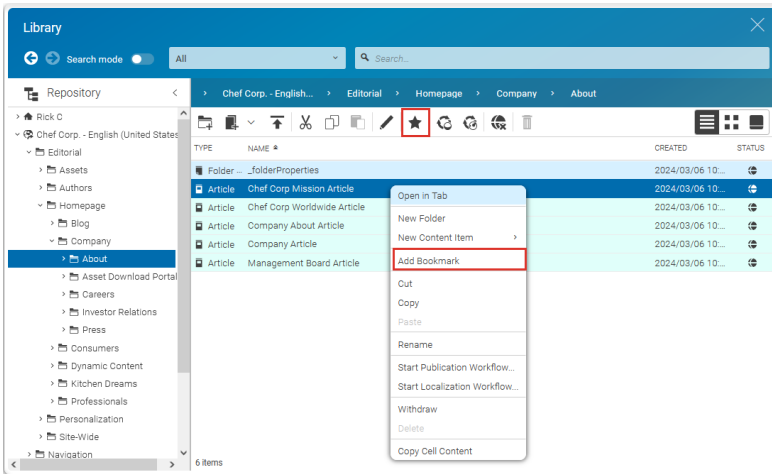 Library
Search mode
All
Search..
Repository
Chef Corp. - English... > Editorial > Homepage > Company > About
Rick C
Chef Corp. - English (United States
Editorial
Assets
Authors
Homepage
Blog
Company
About
Asset Download Portal
Careers
Investor Relations
Press
Consumers
Dynamic Content
Kitchen Dreams
Professionals
Personalization
Site-Wide
Navigation
TYPE NAME CREATED STATUS
Folder ... _folderProperties 2024/03/06 10:...
Article Chef Corp Mission Article 2024/03/06 10:...
Article Chef Corp Worldwide Article 2024/03/06 10:...
Article Company About Article 2024/03/06 10:...
Article Company Article 2024/03/06 10:...
Article Management Board Article 2024/03/06 10:...
Open in Tab
New Folder
New Content Item
Add Bookmark
Cut
Copy
Paste
Rename
Start Publication Workflow...
Start Localization Workflow...
Withdraw
Delete
Copy Cell Content
6 items